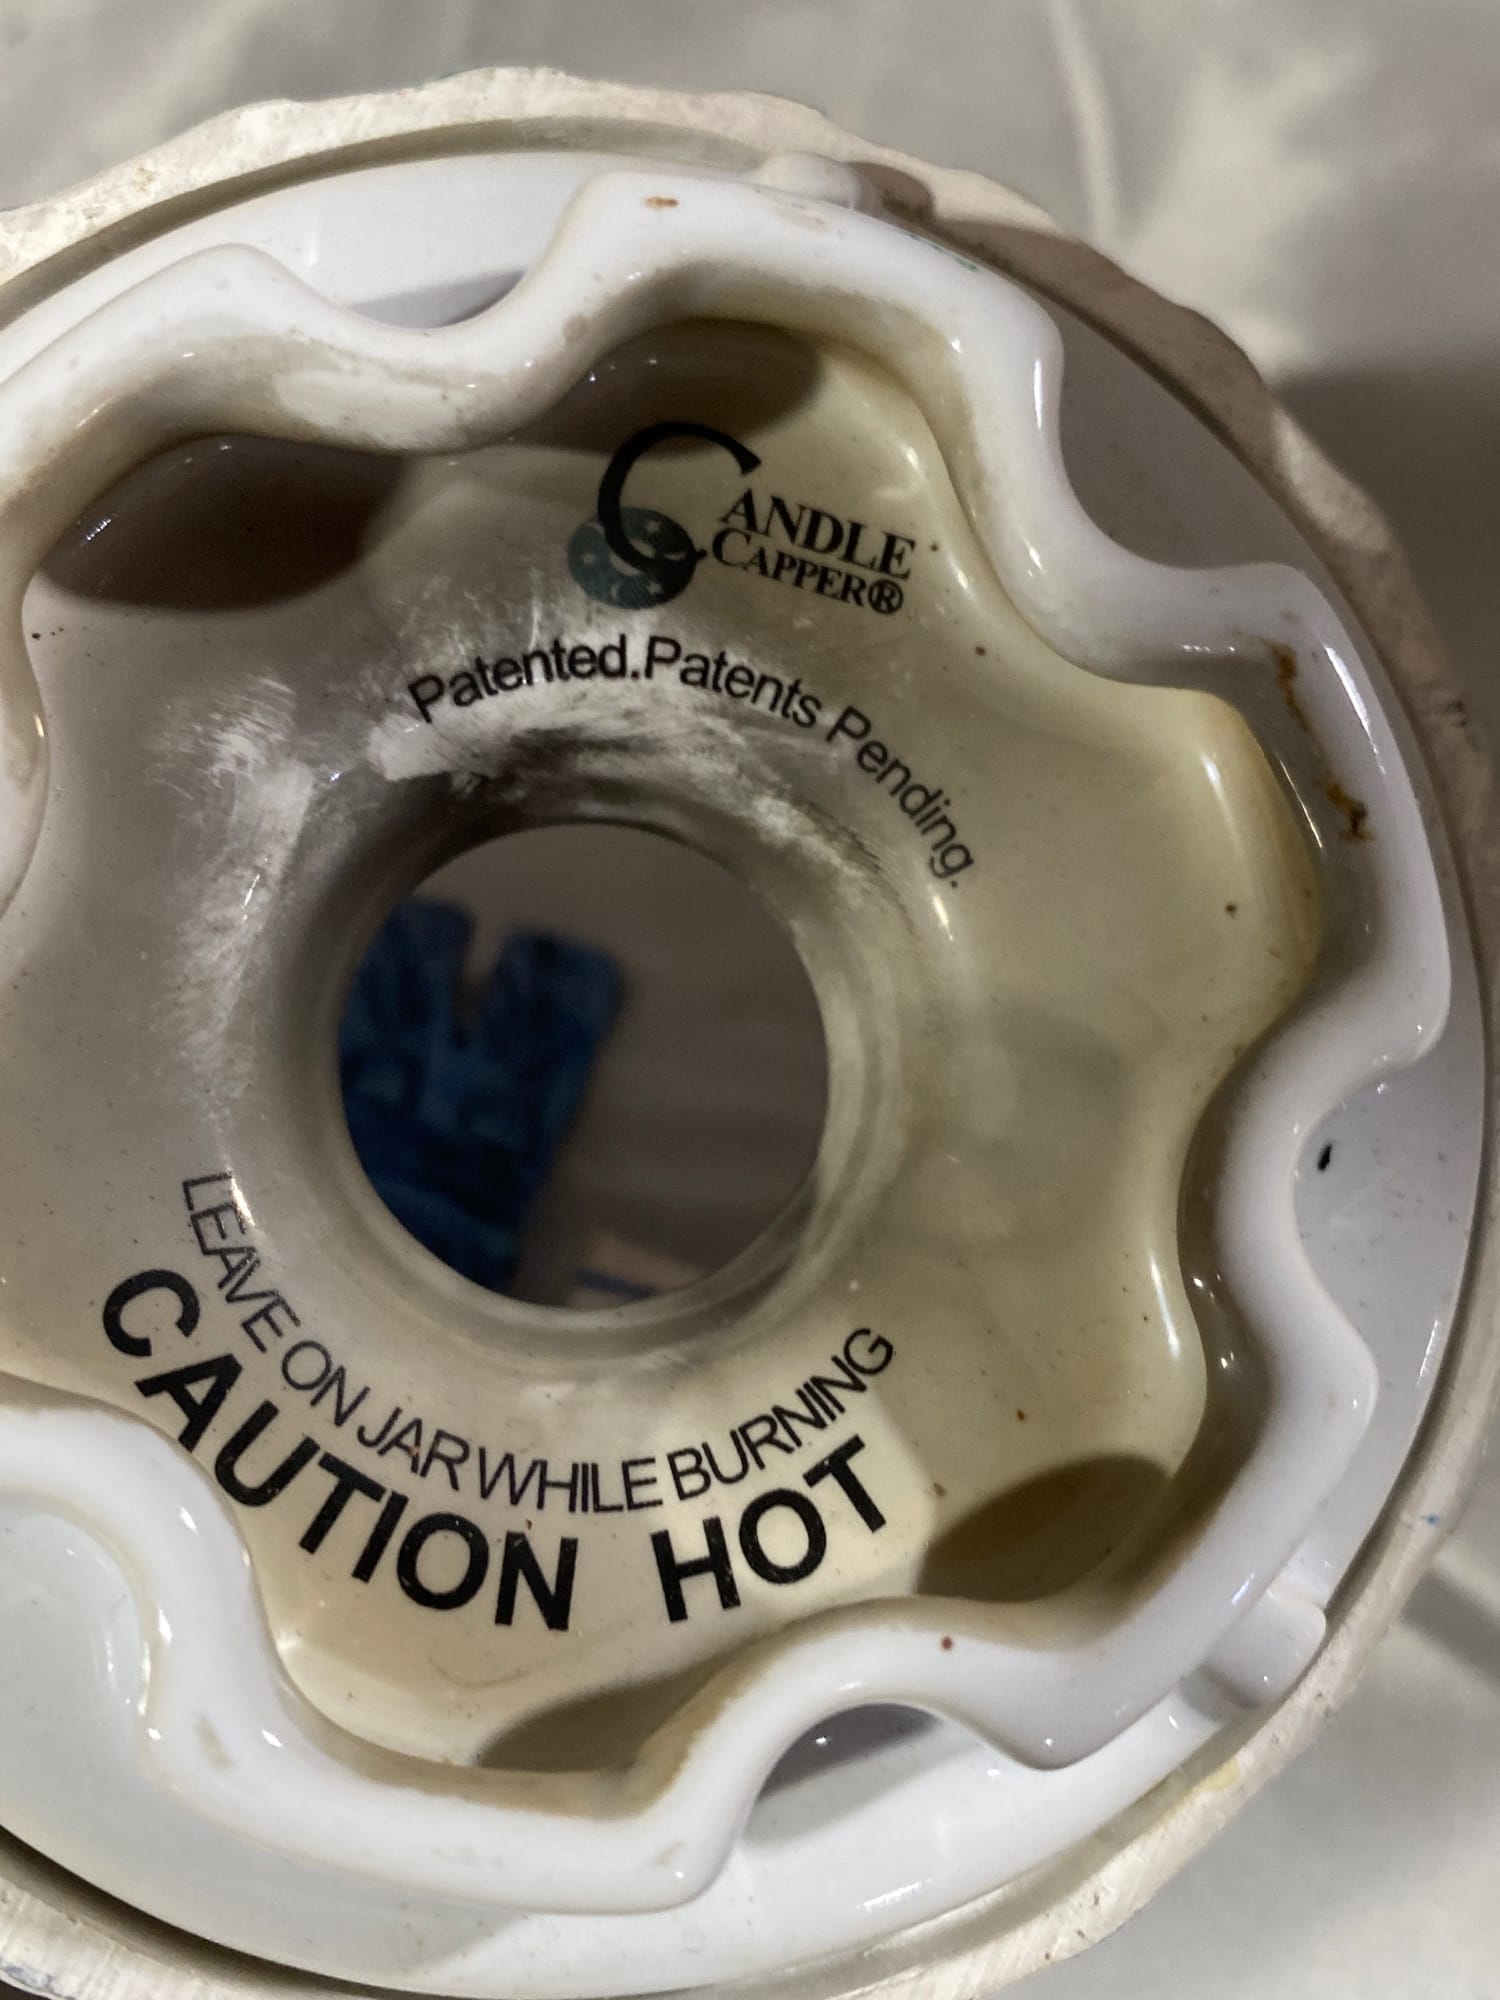 CANDLE
CAPPER®
Patented.Patents Pending.
LEAVE ON JAR WHILE BURNING
CAUTION HOT